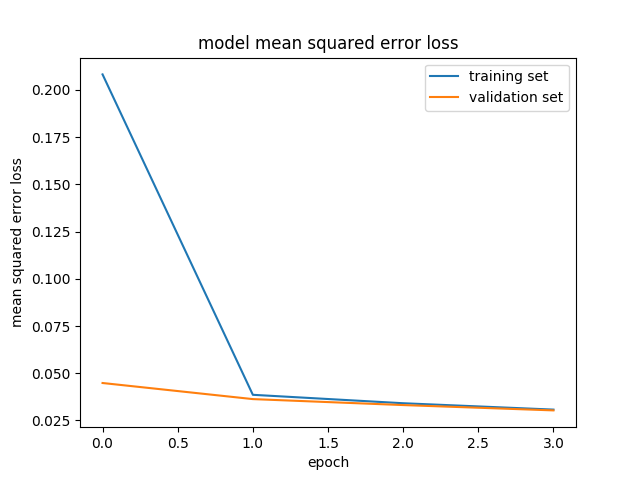 model mean squared error loss
training set
validation set
mean squared error loss
0.200
0.175
0.150
0.125
0.100
0.075
0.050
0.025
0.0 0.5 1.0 1.5 2.0 2.5 3.0
epoch